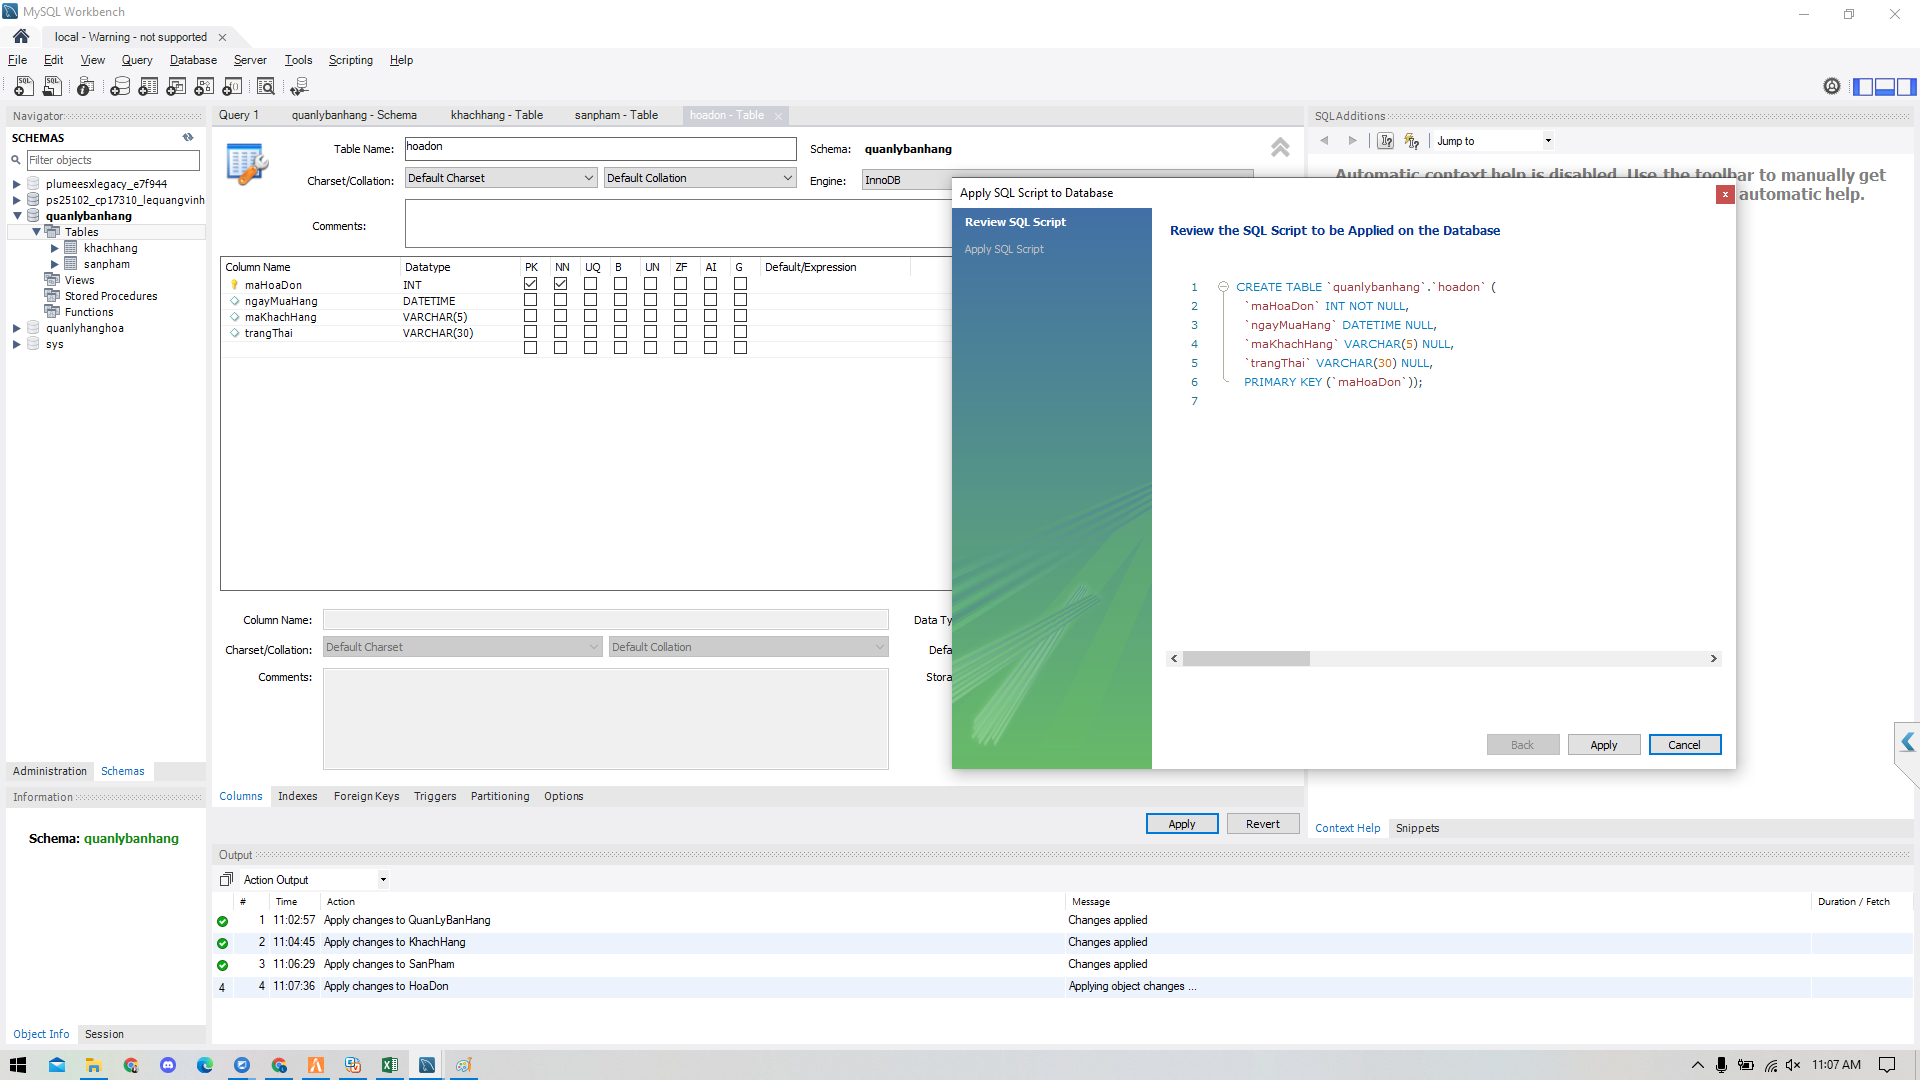 MySQL Workbench
local - Warning - not supported
File Edit View Query Database Server Tools Scripting Help
Navigator
SCHEMAS
Filter objects
plumeesxlegacy_e7f944
ps25102_cp17310_lequangvinh
quanlybanhang
Tables
khachhang
sanpham
Views
Stored Procedures
Functions
quanlyhanghoa
sys
Administration Schemas
Information
Schema: quanlybanhang
Object Info Session
Query 1 quanlybanhang - Schema khachhang - Table sanpham - Table hoadon - Table
Table Name: hoadon Schema: quanlybanhang
Charset/Collation: Default Charset Default Collation Engine: InnoDB
Comments:
Column Name Datatype PK NN UQ B UN ZF AI G Default/Expression
maHoaDon INT
ngayMuaHang DATETIME
maKhachHang VARCHAR(5)
trangThai VARCHAR(30)
Column Name: Data Ty
Charset/Collation: Default Charset Default Collation Defa
Comments: Stora
Columns Indexes Foreign Keys Triggers Partitioning Options
Apply Revert
SQLAdditions
Jump to
Automatic context help is disabled. Use the toolbar to manually get
automatic help.
Context Help Snippets
Apply SQL Script to Database
Review SQL Script
Apply SQL Script
Review the SQL Script to be Applied on the Database
1 CREATE TABLE `quanlybanhang`.`hoadon` (
2 `maHoaDon` INT NOT NULL,
3 `ngayMuaHang` DATETIME NULL,
4 `maKhachHang` VARCHAR(5) NULL,
5 `trangThai` VARCHAR(30) NULL,
6 PRIMARY KEY (`maHoaDon`));
7
Back Apply Cancel
Output
Action Output
# Time Action Message Duration / Fetch
1 11:02:57 Apply changes to QuanLyBanHang Changes applied
2 11:04:45 Apply changes to KhachHang Changes applied
3 11:06:29 Apply changes to SanPham Changes applied
4 4 11:07:36 Apply changes to HoaDon Applying object changes ...
11:07 AM